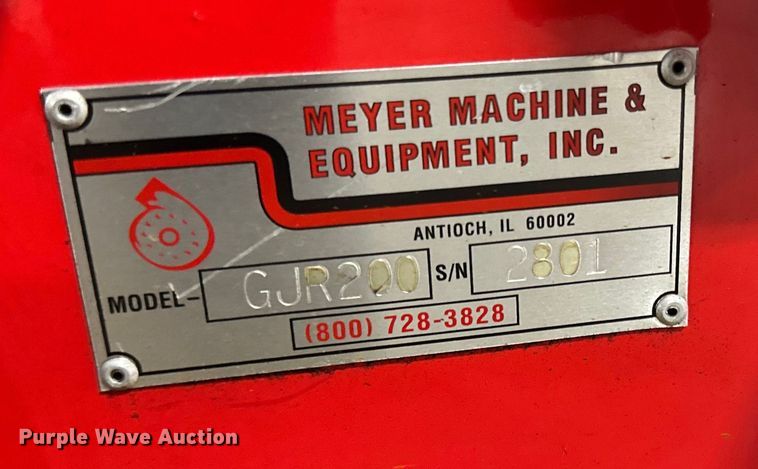 MEYER MACHINE &
EQUIPMENT, INC.
ANTIOCH, IL 60002
MODEL- GJR200 S/N 2801
(800) 728-3828
Purple Wave Auction